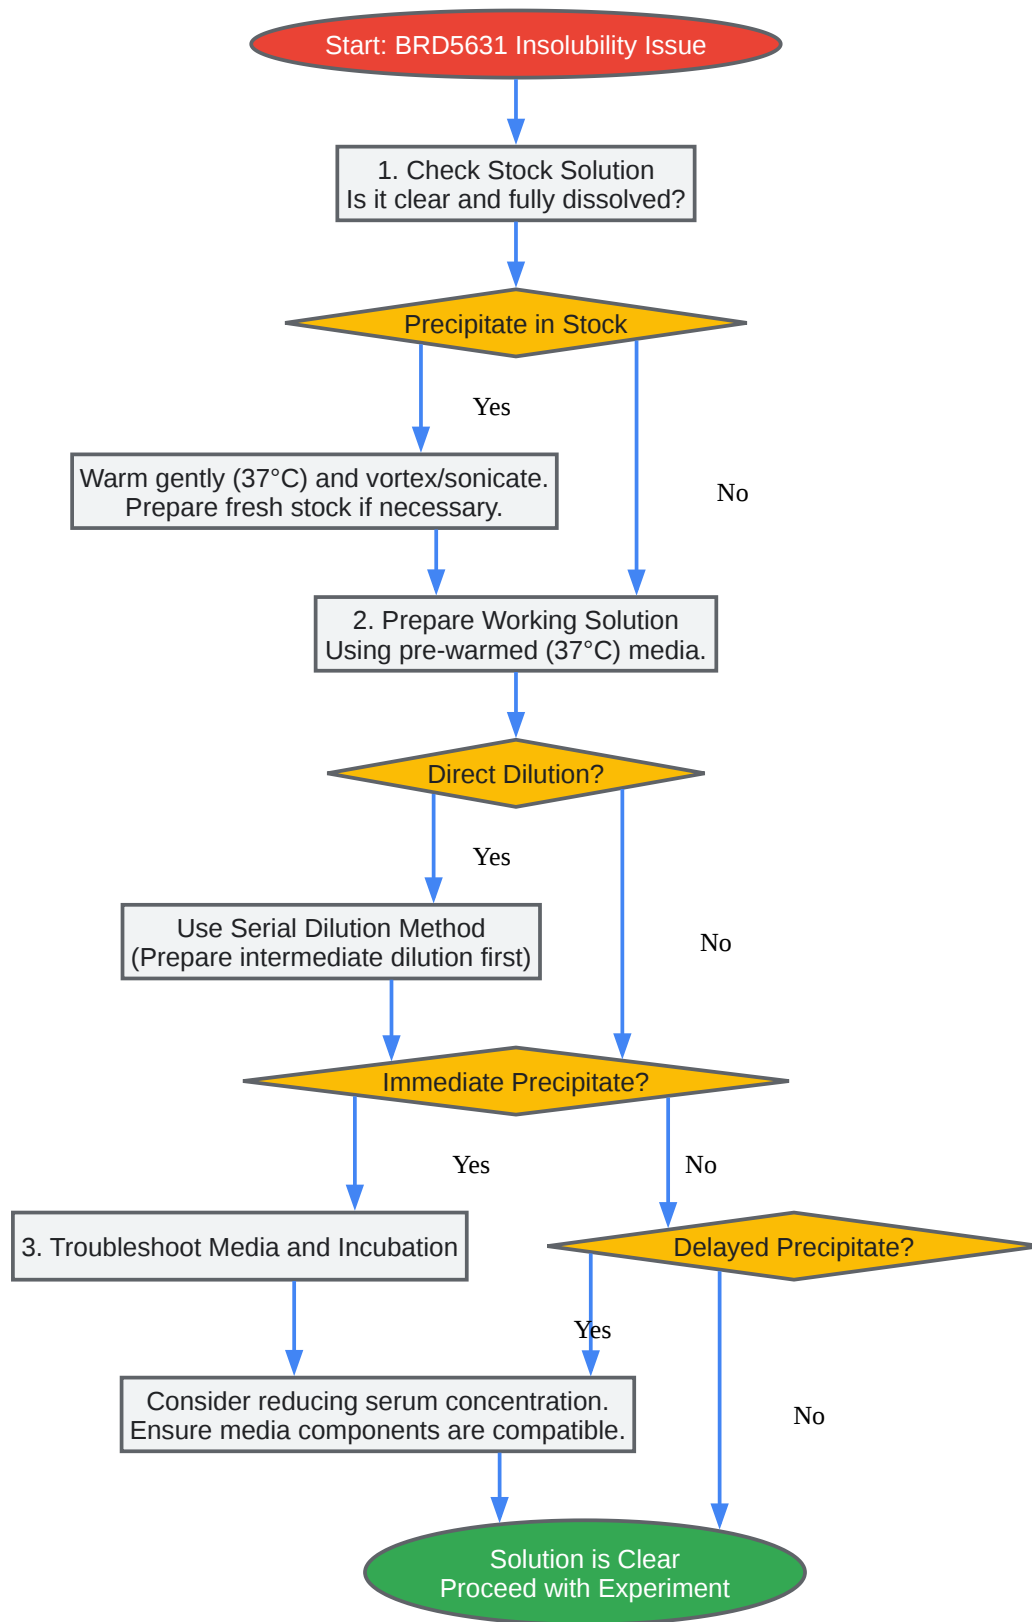 Start: BRD5631 Insolubility Issue
1. Check Stock Solution
Is it clear and fully dissolved?
Precipitate in Stock
Yes
Warm gently (37°C) and vortex/sonicate.
Prepare fresh stock if necessary.
No
2. Prepare Working Solution
Using pre-warmed (37°C) media.
Direct Dilution?
Yes
Use Serial Dilution Method
(Prepare intermediate dilution first)
No
Immediate Precipitate?
Yes
No
3. Troubleshoot Media and Incubation
Delayed Precipitate?
Yes
Consider reducing serum concentration.
Ensure media components are compatible.
No
Solution is Clear
Proceed with Experiment